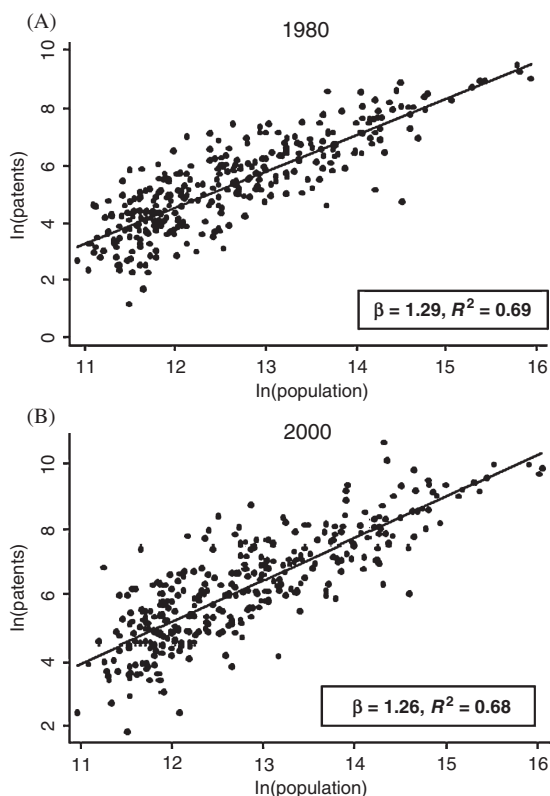 (A)
1980
10
8
6
4
2
0
ln(patents)
β = 1.29, R² = 0.69
11 12 13 14 15 16
ln(population)
(B)
2000
10
8
6
4
2
ln(patents)
β = 1.26, R² = 0.68
11 12 13 14 15 16
ln(population)